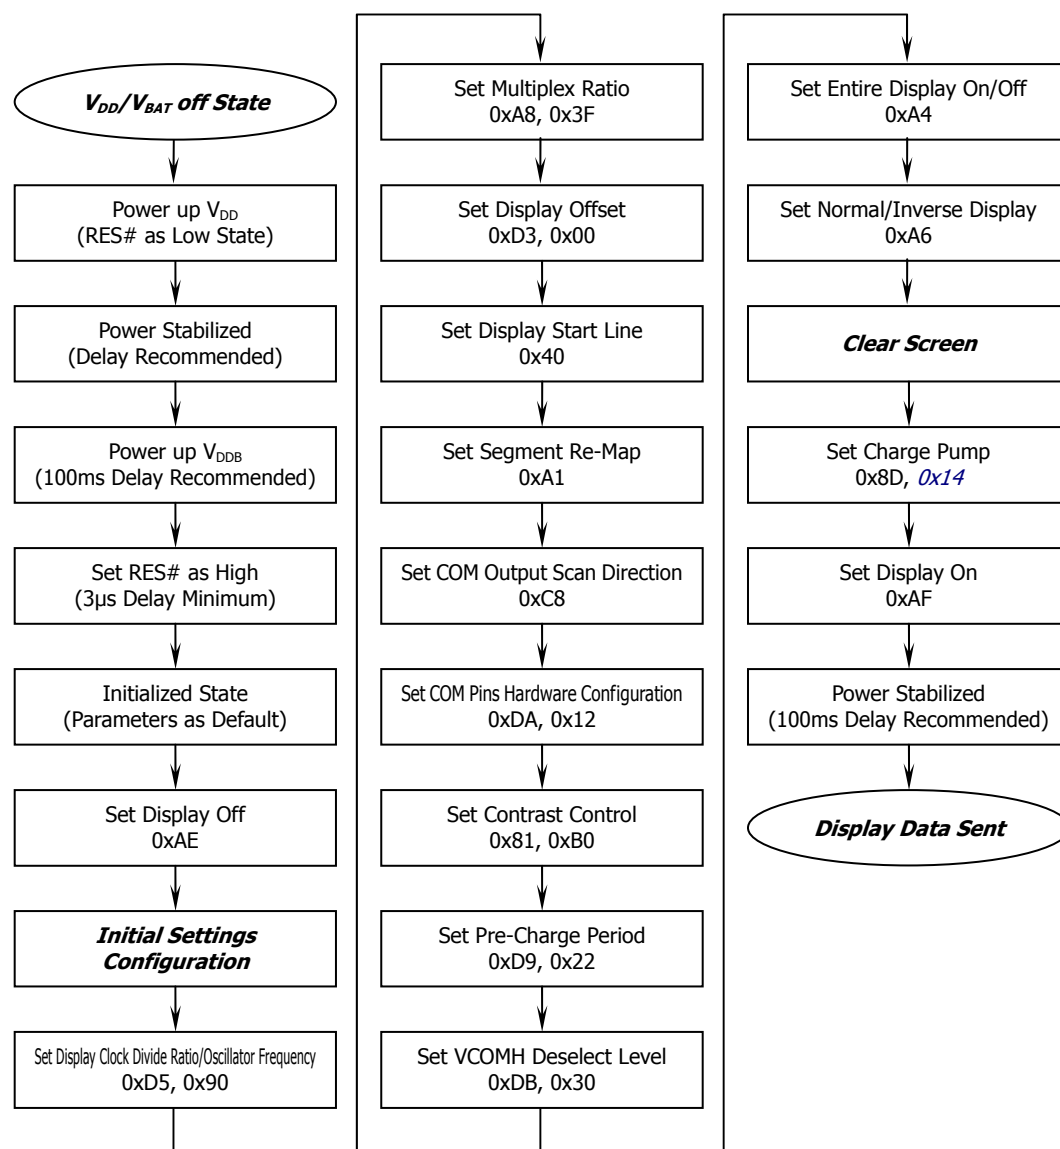 V_DD/V_BAT off State
Power up V_DD
(RES# as Low State)
Power Stabilized
(Delay Recommended)
Power up V_DDB
(100ms Delay Recommended)
Set RES# as High
(3μs Delay Minimum)
Initialized State
(Parameters as Default)
Set Display Off
0xAE
Initial Settings
Configuration
Set Display Clock Divide Ratio/Oscillator Frequency
0xD5, 0x90
Set Multiplex Ratio
0xA8, 0x3F
Set Display Offset
0xD3, 0x00
Set Display Start Line
0x40
Set Segment Re-Map
0xA1
Set COM Output Scan Direction
0xC8
Set COM Pins Hardware Configuration
0xDA, 0x12
Set Contrast Control
0x81, 0xB0
Set Pre-Charge Period
0xD9, 0x22
Set VCOMH Deselect Level
0xDB, 0x30
Set Entire Display On/Off
0xA4
Set Normal/Inverse Display
0xA6
Clear Screen
Set Charge Pump
0x8D, 0x14
Set Display On
0xAF
Power Stabilized
(100ms Delay Recommended)
Display Data Sent